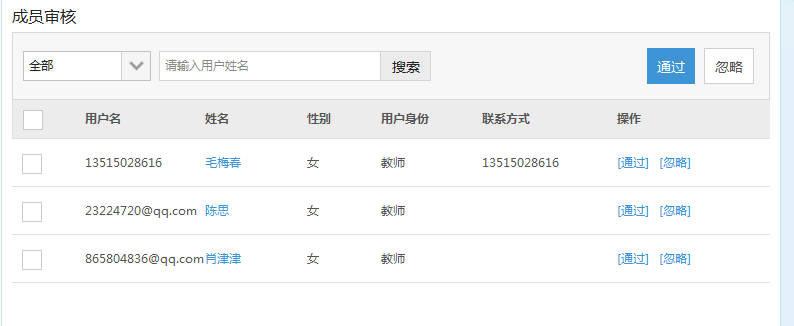 成员审核
全部 请输入用户姓名 搜索 通过 忽略
用户名 姓名 性别 用户身份 联系方式 操作
13515028616 毛梅春 女 教师 13515028616 [通过] [忽略]
23224720@qq.com 陈思 女 教师 [通过] [忽略]
865804836@qq.com 肖津津 女 教师 [通过] [忽略]